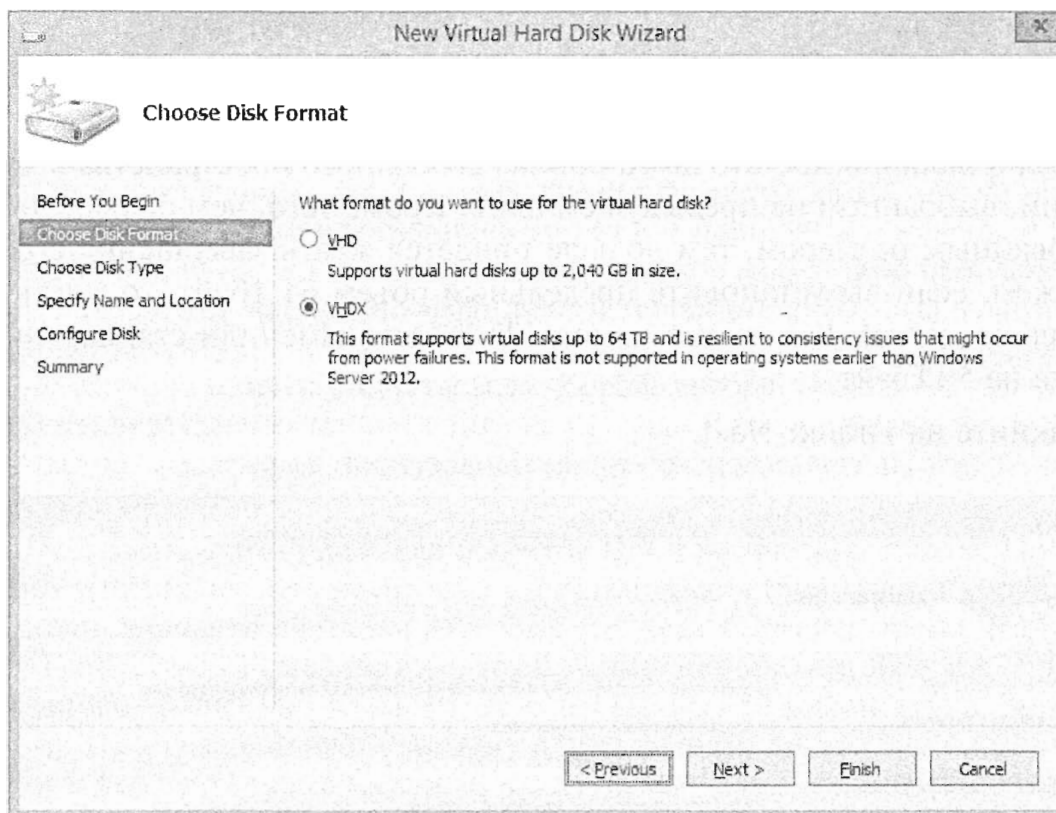 New Virtual Hard Disk Wizard
Choose Disk Format
Before You Begin
Choose Disk Format
Choose Disk Type
Specify Name and Location
Configure Disk
Summary
What format do you want to use for the virtual hard disk?
VHD
Supports virtual hard disks up to 2,040 GB in size.
VHDX
This format supports virtual disks up to 64 TB and is resilient to consistency issues that might occur
from power failures. This format is not supported in operating systems earlier than Windows
Server 2012.
< Previous
Next >
Finish
Cancel